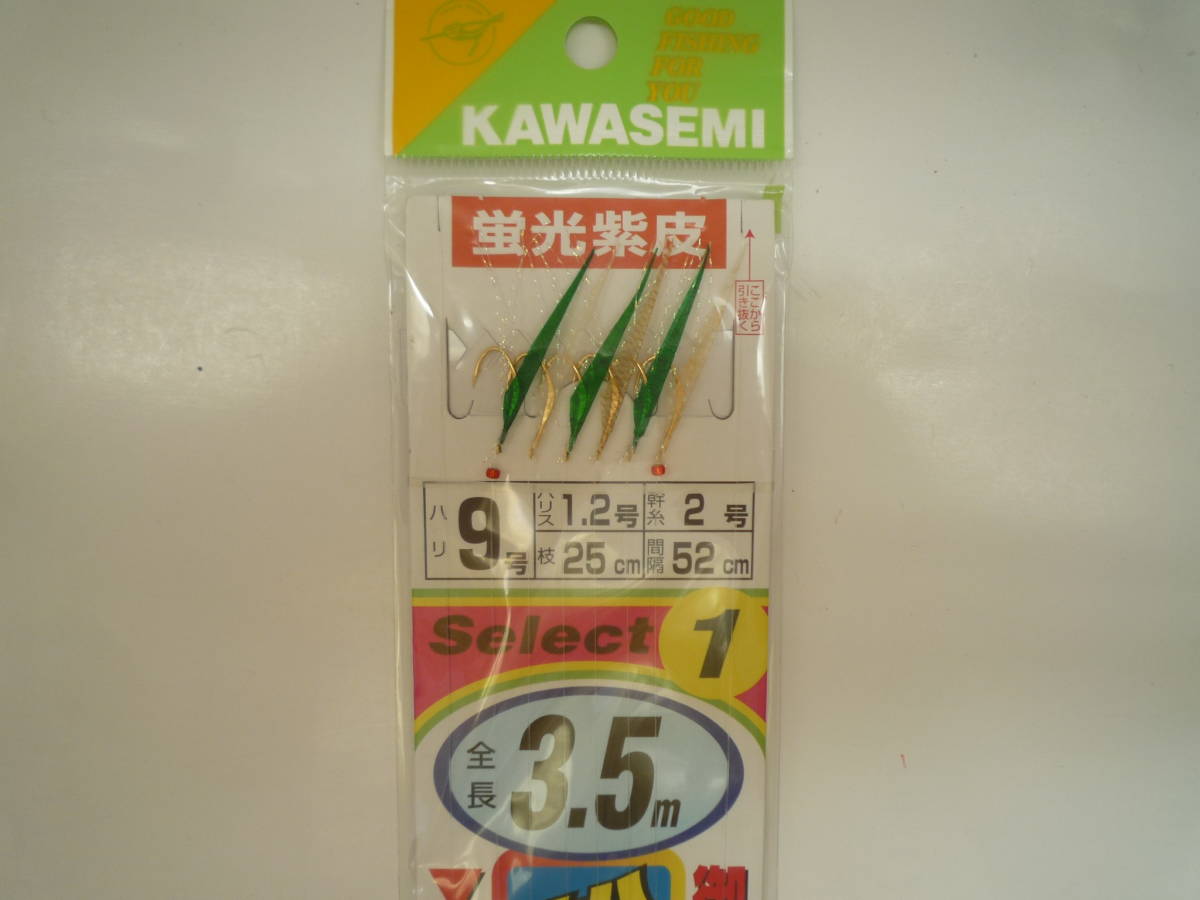 GOOD
FISHING
FOR
YOU
KAWASEMI
蛍光紫皮
ここから
引き抜く
ハリ 9号
ハリス 1.2号
幹糸 2号
枝 25cm
間隔 52cm
Select 1
全長 3.5m